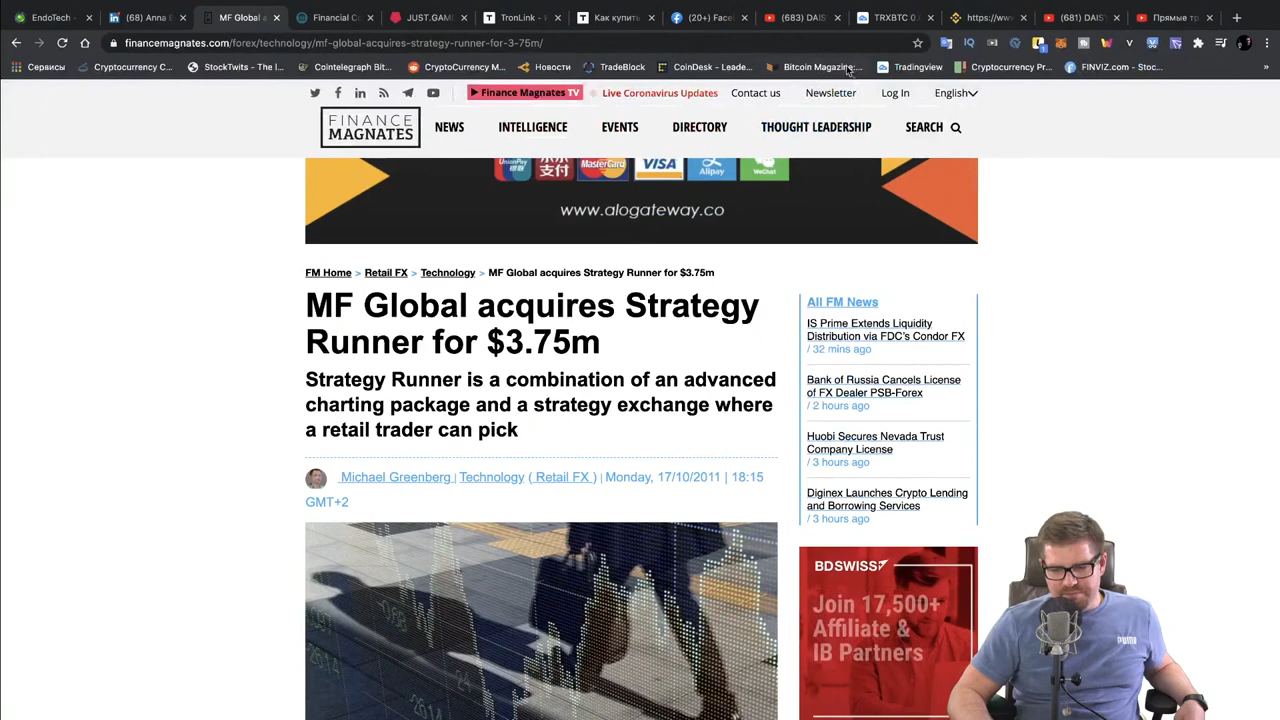 EndoTech -
(68) Anna E
MF Global a
Financial Co
JUST.GAM
TronLink -
Как купить
(20+) Face
(683) DAIS
TRXBTC 0.
https://ww
(681) DAIS
Прямые тр
financemagnates.com/forex/technology/mf-global-acquires-strategy-runner-for-3-75m/
Сервисы
Cryptocurrency C...
StockTwits - The l...
Cointelegraph Bit...
CryptoCurrency M...
Новости
TradeBlock
CoinDesk - Leade...
Bitcoin Magazine:...
Tradingview
Cryptocurrency Pr...
FINVIZ.com - Stoc...
Finance Magnates TV
Live Coronavirus Updates
Contact us
Newsletter
Log In
English
FINANCE
MAGNATES
NEWS
INTELLIGENCE
EVENTS
DIRECTORY
THOUGHT LEADERSHIP
SEARCH
UnionPay
MasterCard
VISA
Alipay
WeChat
www.alogateway.co
FM Home > Retail FX > Technology > MF Global acquires Strategy Runner for $3.75m
MF Global acquires Strategy
Runner for $3.75m
Strategy Runner is a combination of an advanced
charting package and a strategy exchange where
a retail trader can pick
Michael Greenberg | Technology ( Retail FX ) | Monday, 17/10/2011 | 18:15
GMT+2
All FM News
IS Prime Extends Liquidity
Distribution via FDC's Condor FX
/ 32 mins ago
Bank of Russia Cancels License
of FX Dealer PSB-Forex
/ 2 hours ago
Huobi Secures Nevada Trust
Company License
/ 3 hours ago
Diginex Launches Crypto Lending
and Borrowing Services
/ 3 hours ago
BDSWISS
Join 17,500+
Affiliate &
IB Partners
PUMA